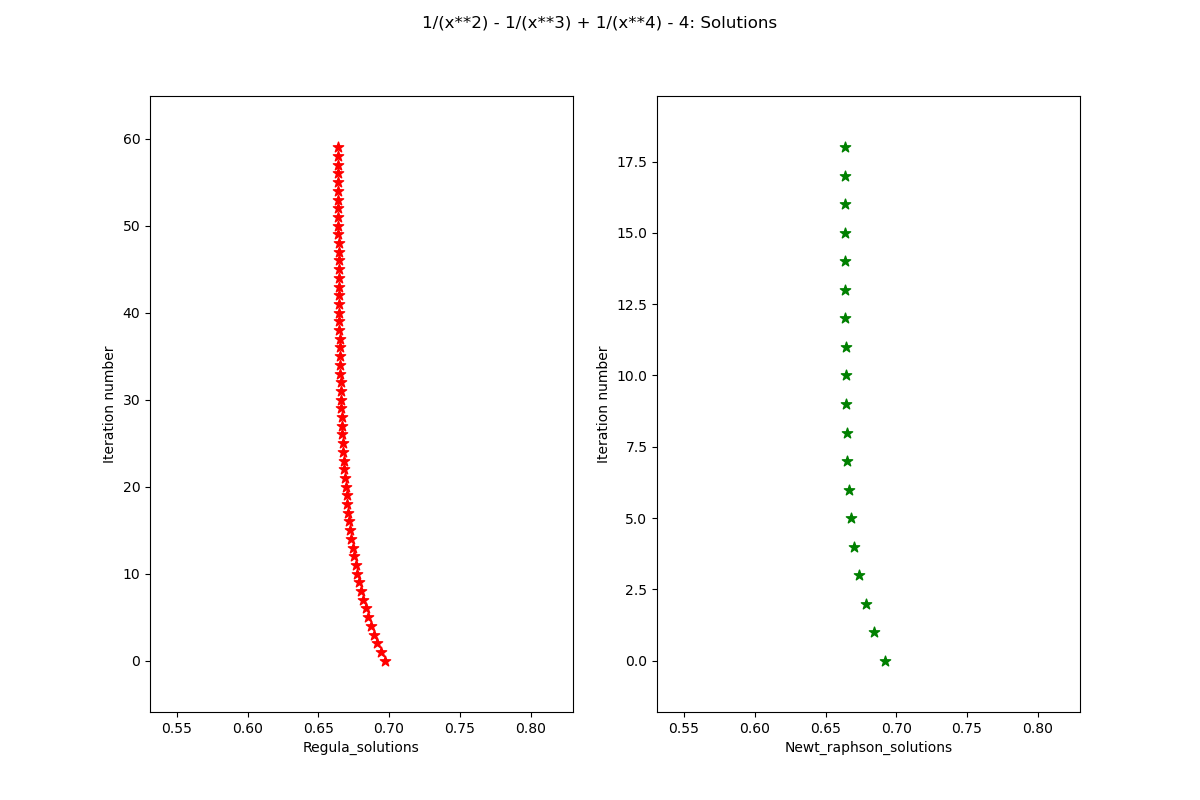 1/(x**2) - 1/(x**3) + 1/(x**4) - 4: Solutions
60
50
40
30
20
10
0
Iteration number
0.55 0.60 0.65 0.70 0.75 0.80
Regula_solutions
17.5
15.0
12.5
10.0
7.5
5.0
2.5
0.0
Iteration number
0.55 0.60 0.65 0.70 0.75 0.80
Newt_raphson_solutions